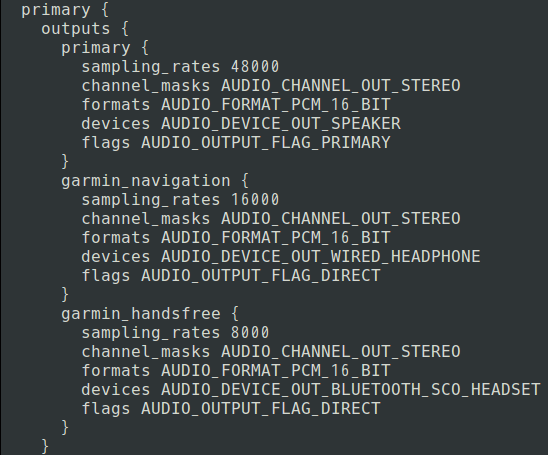 primary {
outputs {
primary {
sampling_rates 48000
channel_masks AUDIO_CHANNEL_OUT_STEREO
formats AUDIO_FORMAT_PCM_16_BIT
devices AUDIO_DEVICE_OUT_SPEAKER
flags AUDIO_OUTPUT_FLAG_PRIMARY
}
garmin_navigation {
sampling_rates 16000
channel_masks AUDIO_CHANNEL_OUT_STEREO
formats AUDIO_FORMAT_PCM_16_BIT
devices AUDIO_DEVICE_OUT_WIRED_HEADPHONE
flags AUDIO_OUTPUT_FLAG_DIRECT
}
garmin_handsfree {
sampling_rates 8000
channel_masks AUDIO_CHANNEL_OUT_STEREO
formats AUDIO_FORMAT_PCM_16_BIT
devices AUDIO_DEVICE_OUT_BLUETOOTH_SCO_HEADSET
flags AUDIO_OUTPUT_FLAG_DIRECT
}
}